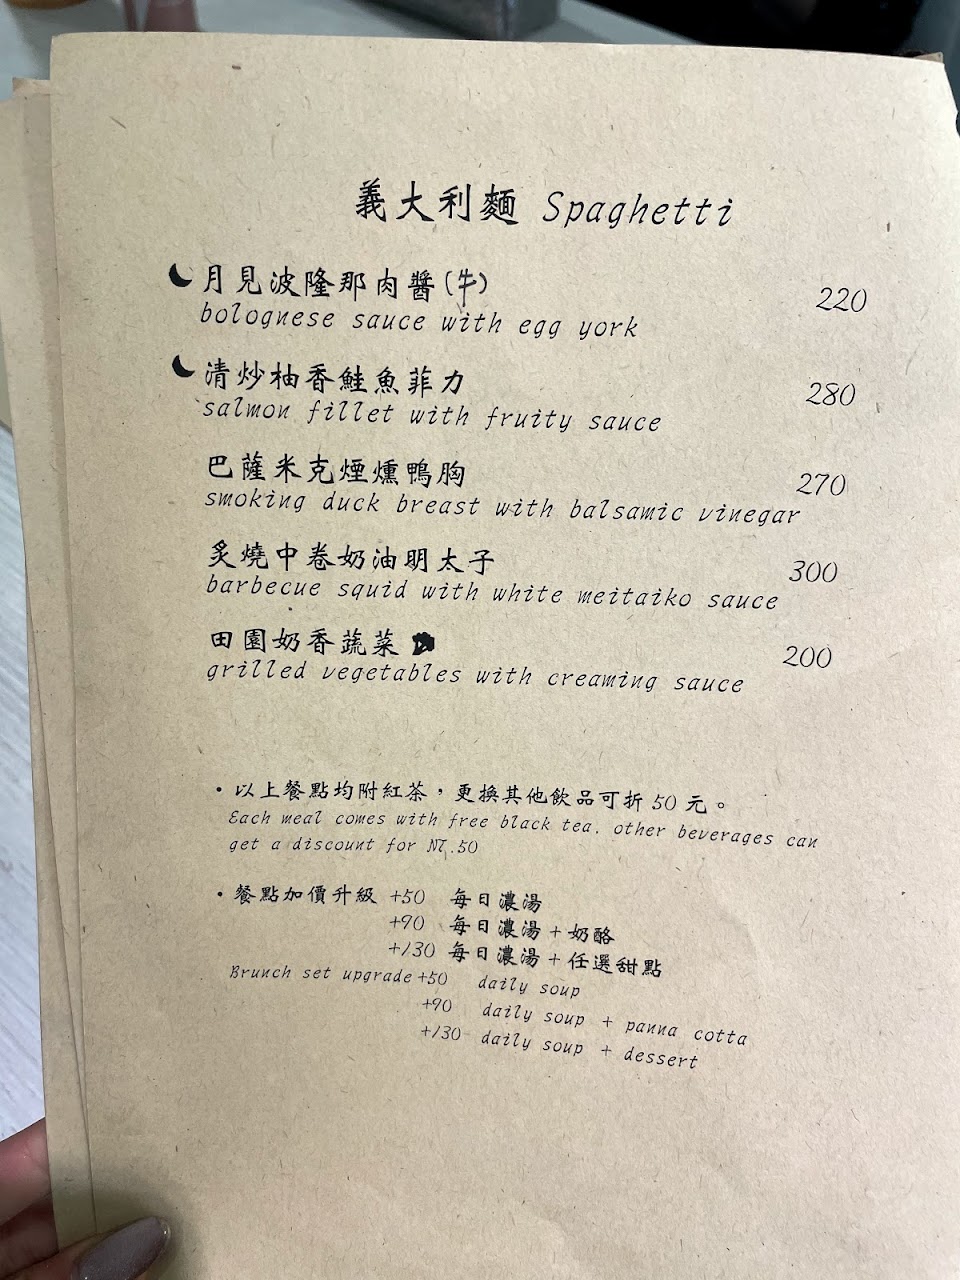 義大利麵 Spaghetti
月見波隆那肉醬(牛) 220
bolognese sauce with egg york
清炒柚香鮭魚菲力 280
salmon fillet with fruity sauce
巴薩米克煙燻鴨胸 270
smoking duck breast with balsamic vinegar
炙燒中卷奶油明太子 300
barbecue squid with white meitaiko sauce
田園奶香蔬菜 200
grilled vegetables with creaming sauce
・以上餐點均附紅茶，更換其他飲品可折 50 元。
Each meal comes with free black tea. other beverages can
get a discount for NT.50
・餐點加價升級 +50 每日濃湯
+90 每日濃湯 + 奶酪
+130 每日濃湯 + 任選甜點
Brunch set upgrade +50 daily soup
+90 daily soup + panna cotta
+130 daily soup + dessert